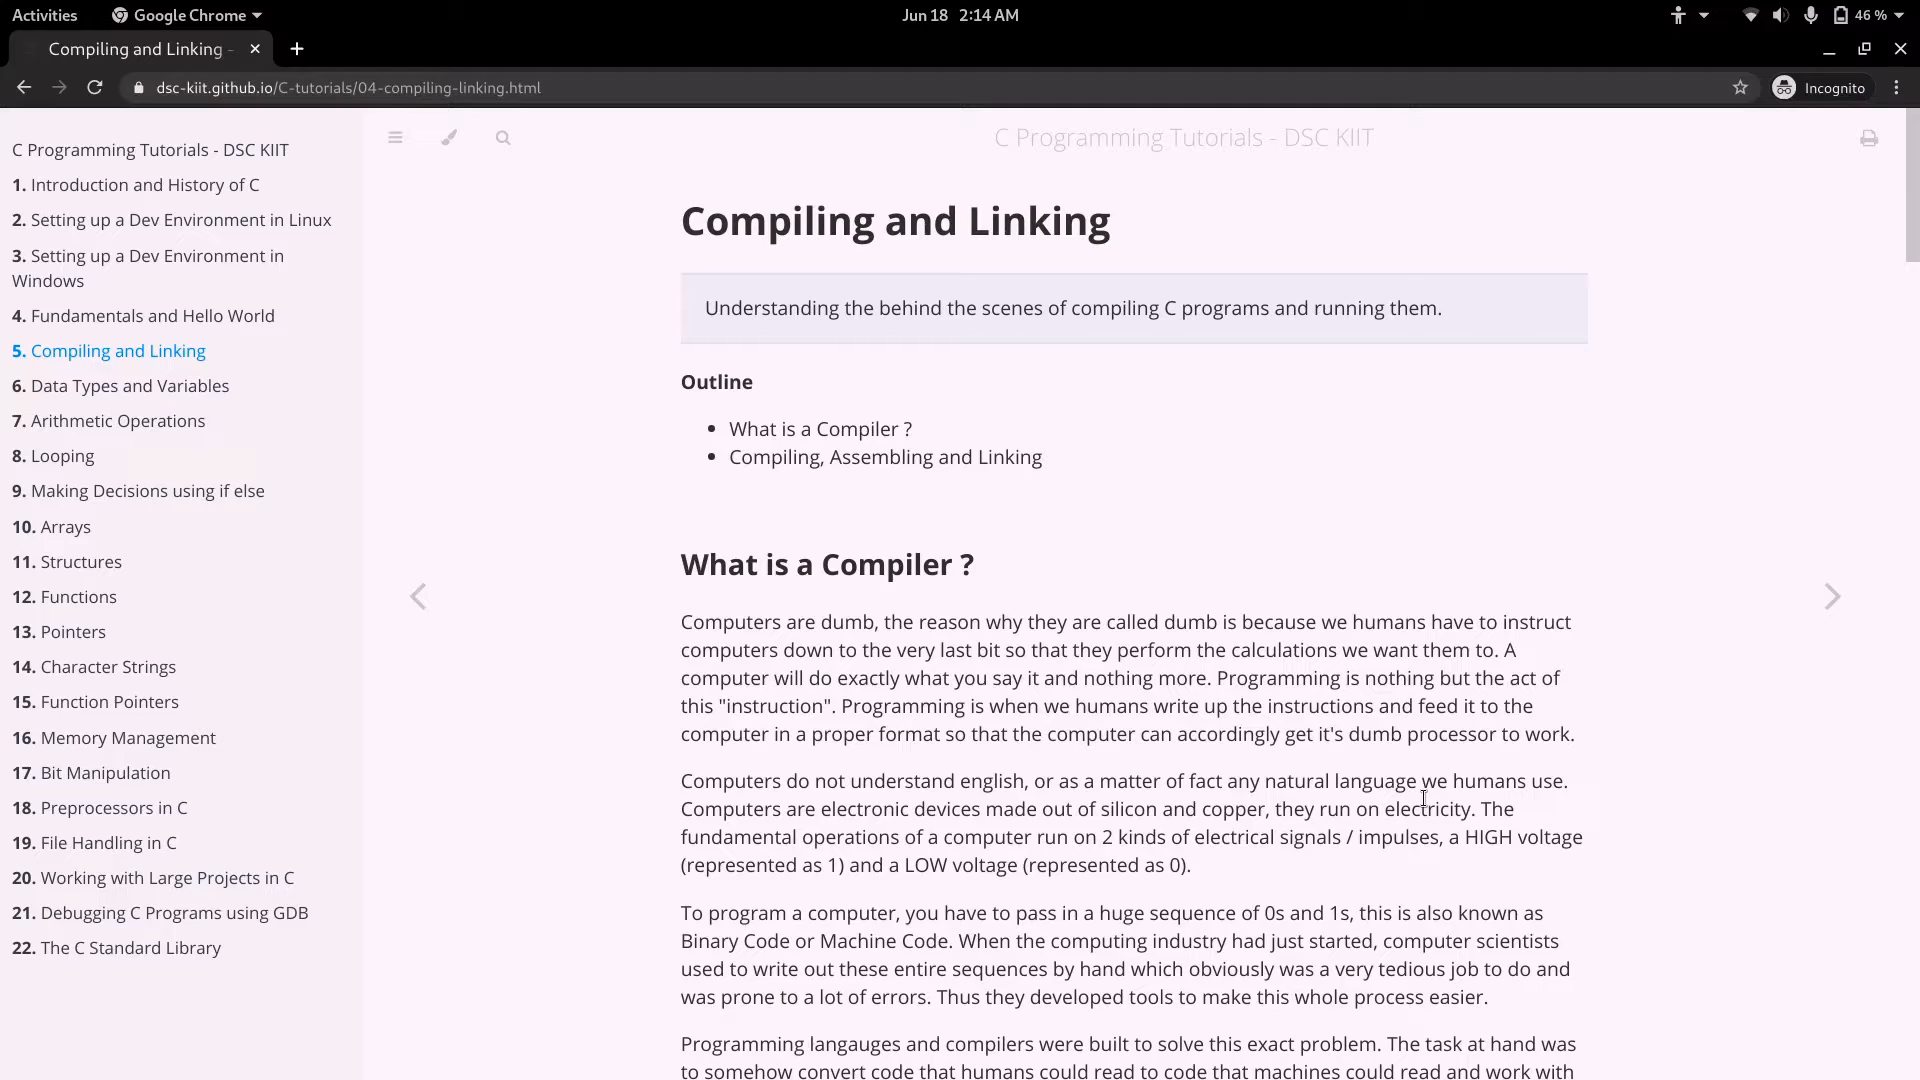 Activities
Google Chrome
Jun 18 2:14 AM
46 %
Compiling and Linking -
dsc-kiit.github.io/C-tutorials/04-compiling-linking.html
Incognito
C Programming Tutorials - DSC KIIT
1. Introduction and History of C
2. Setting up a Dev Environment in Linux
3. Setting up a Dev Environment in
Windows
4. Fundamentals and Hello World
5. Compiling and Linking
6. Data Types and Variables
7. Arithmetic Operations
8. Looping
9. Making Decisions using if else
10. Arrays
11. Structures
12. Functions
13. Pointers
14. Character Strings
15. Function Pointers
16. Memory Management
17. Bit Manipulation
18. Preprocessors in C
19. File Handling in C
20. Working with Large Projects in C
21. Debugging C Programs using GDB
22. The C Standard Library
C Programming Tutorials - DSC KIIT
Compiling and Linking
Understanding the behind the scenes of compiling C programs and running them.
Outline
• What is a Compiler ?
• Compiling, Assembling and Linking
What is a Compiler ?
Computers are dumb, the reason why they are called dumb is because we humans have to instruct
computers down to the very last bit so that they perform the calculations we want them to. A
computer will do exactly what you say it and nothing more. Programming is nothing but the act of
this "instruction". Programming is when we humans write up the instructions and feed it to the
computer in a proper format so that the computer can accordingly get it's dumb processor to work.
Computers do not understand english, or as a matter of fact any natural language we humans use.
Computers are electronic devices made out of silicon and copper, they run on electricity. The
fundamental operations of a computer run on 2 kinds of electrical signals / impulses, a HIGH voltage
(represented as 1) and a LOW voltage (represented as 0).
To program a computer, you have to pass in a huge sequence of 0s and 1s, this is also known as
Binary Code or Machine Code. When the computing industry had just started, computer scientists
used to write out these entire sequences by hand which obviously was a very tedious job to do and
was prone to a lot of errors. Thus they developed tools to make this whole process easier.
Programming langauges and compilers were built to solve this exact problem. The task at hand was
to somehow convert code that humans could read to code that machines could read and work with